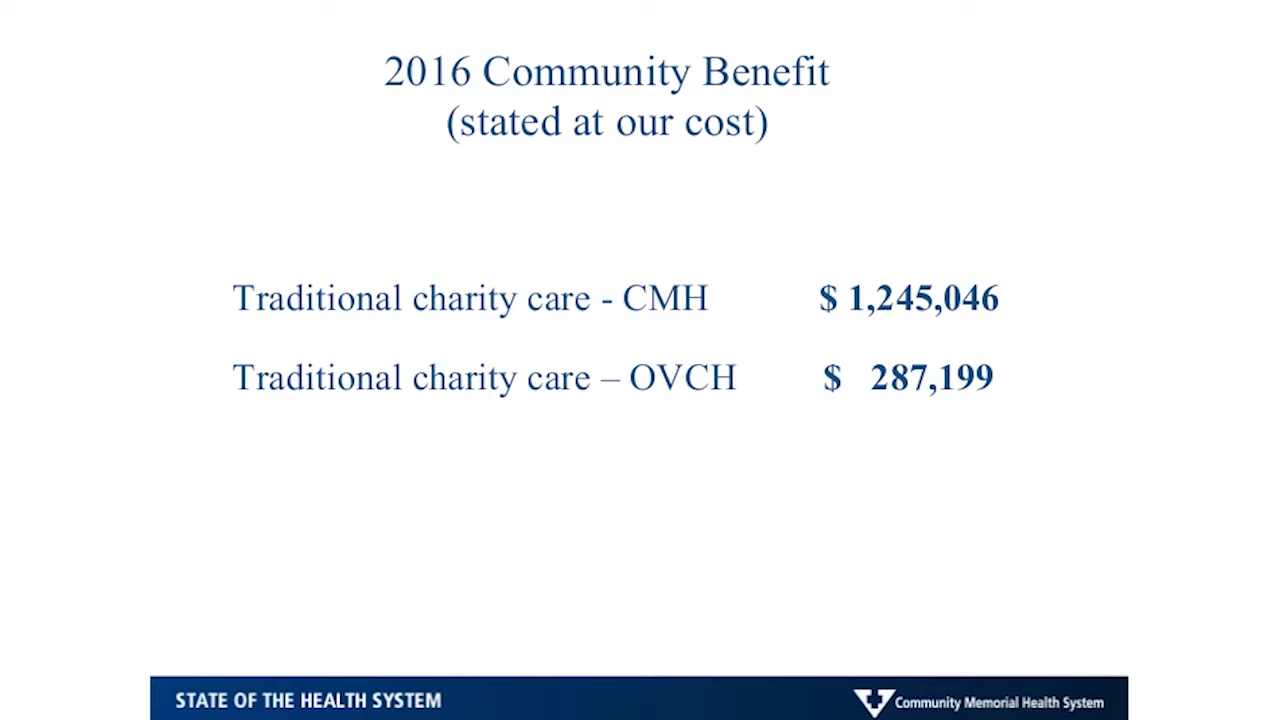 2016 Community Benefit
(stated at our cost)
Traditional charity care - CMH $ 1,245,046
Traditional charity care – OVCH $ 287,199
STATE OF THE HEALTH SYSTEM Community Memorial Health System